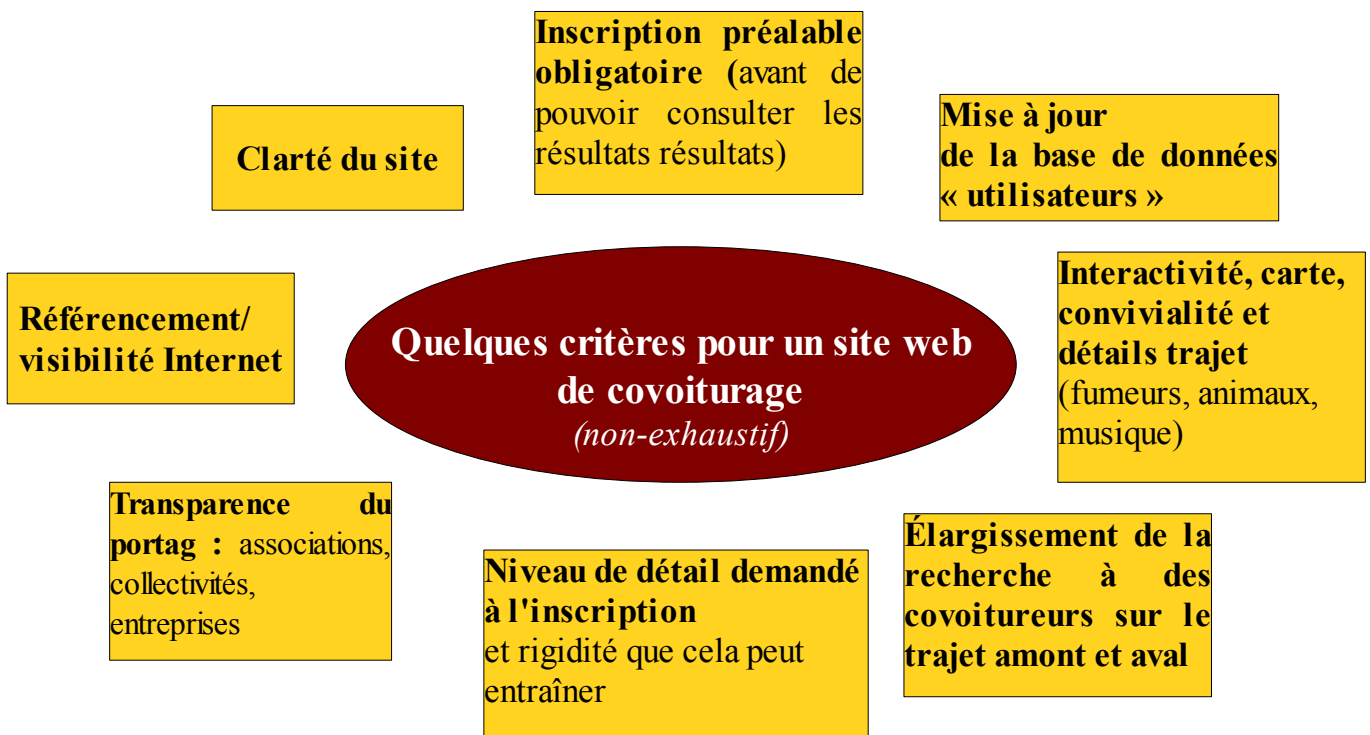 Inscription préalable
obligatoire (avant de
pouvoir consulter les
résultats résultats)
Clarté du site
Mise à jour
de la base de données
« utilisateurs »
Référencement/
visibilité Internet
Quelques critères pour un site web
de covoiturage
(non-exhaustif)
Interactivité, carte,
convivialité et
détails trajet
(fumeurs, animaux,
musique)
Transparence du
portag : associations,
collectivités,
entreprises
Niveau de détail demandé
à l'inscription
et rigidité que cela peut
entraîner
Élargissement de la
recherche à des
covoitureurs sur le
trajet amont et aval